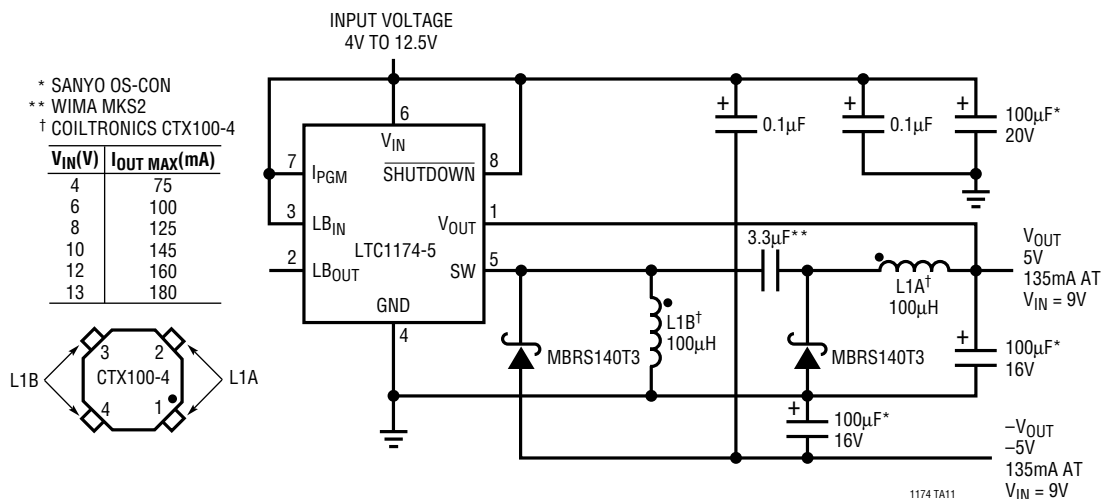 INPUT VOLTAGE
4V TO 12.5V
* SANYO OS-CON
** WIMA MKS2
† COILTRONICS CTX100-4
VIN(V) IOUT MAX(mA)
4 75
6 100
8 125
10 145
12 160
13 180
6
VIN
7
IPGM
SHUTDOWN
8
3
LBIN
VOUT
1
LTC1174-5
2
LBOUT
SW
5
GND
4
+
0.1µF
+
0.1µF
+
100µF*
20V
3.3µF**
L1A†
100µH
L1B†
100µH
MBRS140T3
MBRS140T3
VOUT
5V
135mA AT
VIN = 9V
+
100µF*
16V
+
100µF*
16V
–VOUT
–5V
135mA AT
VIN = 9V
3
2
L1B
CTX100-4
L1A
4
1
1174 TA11